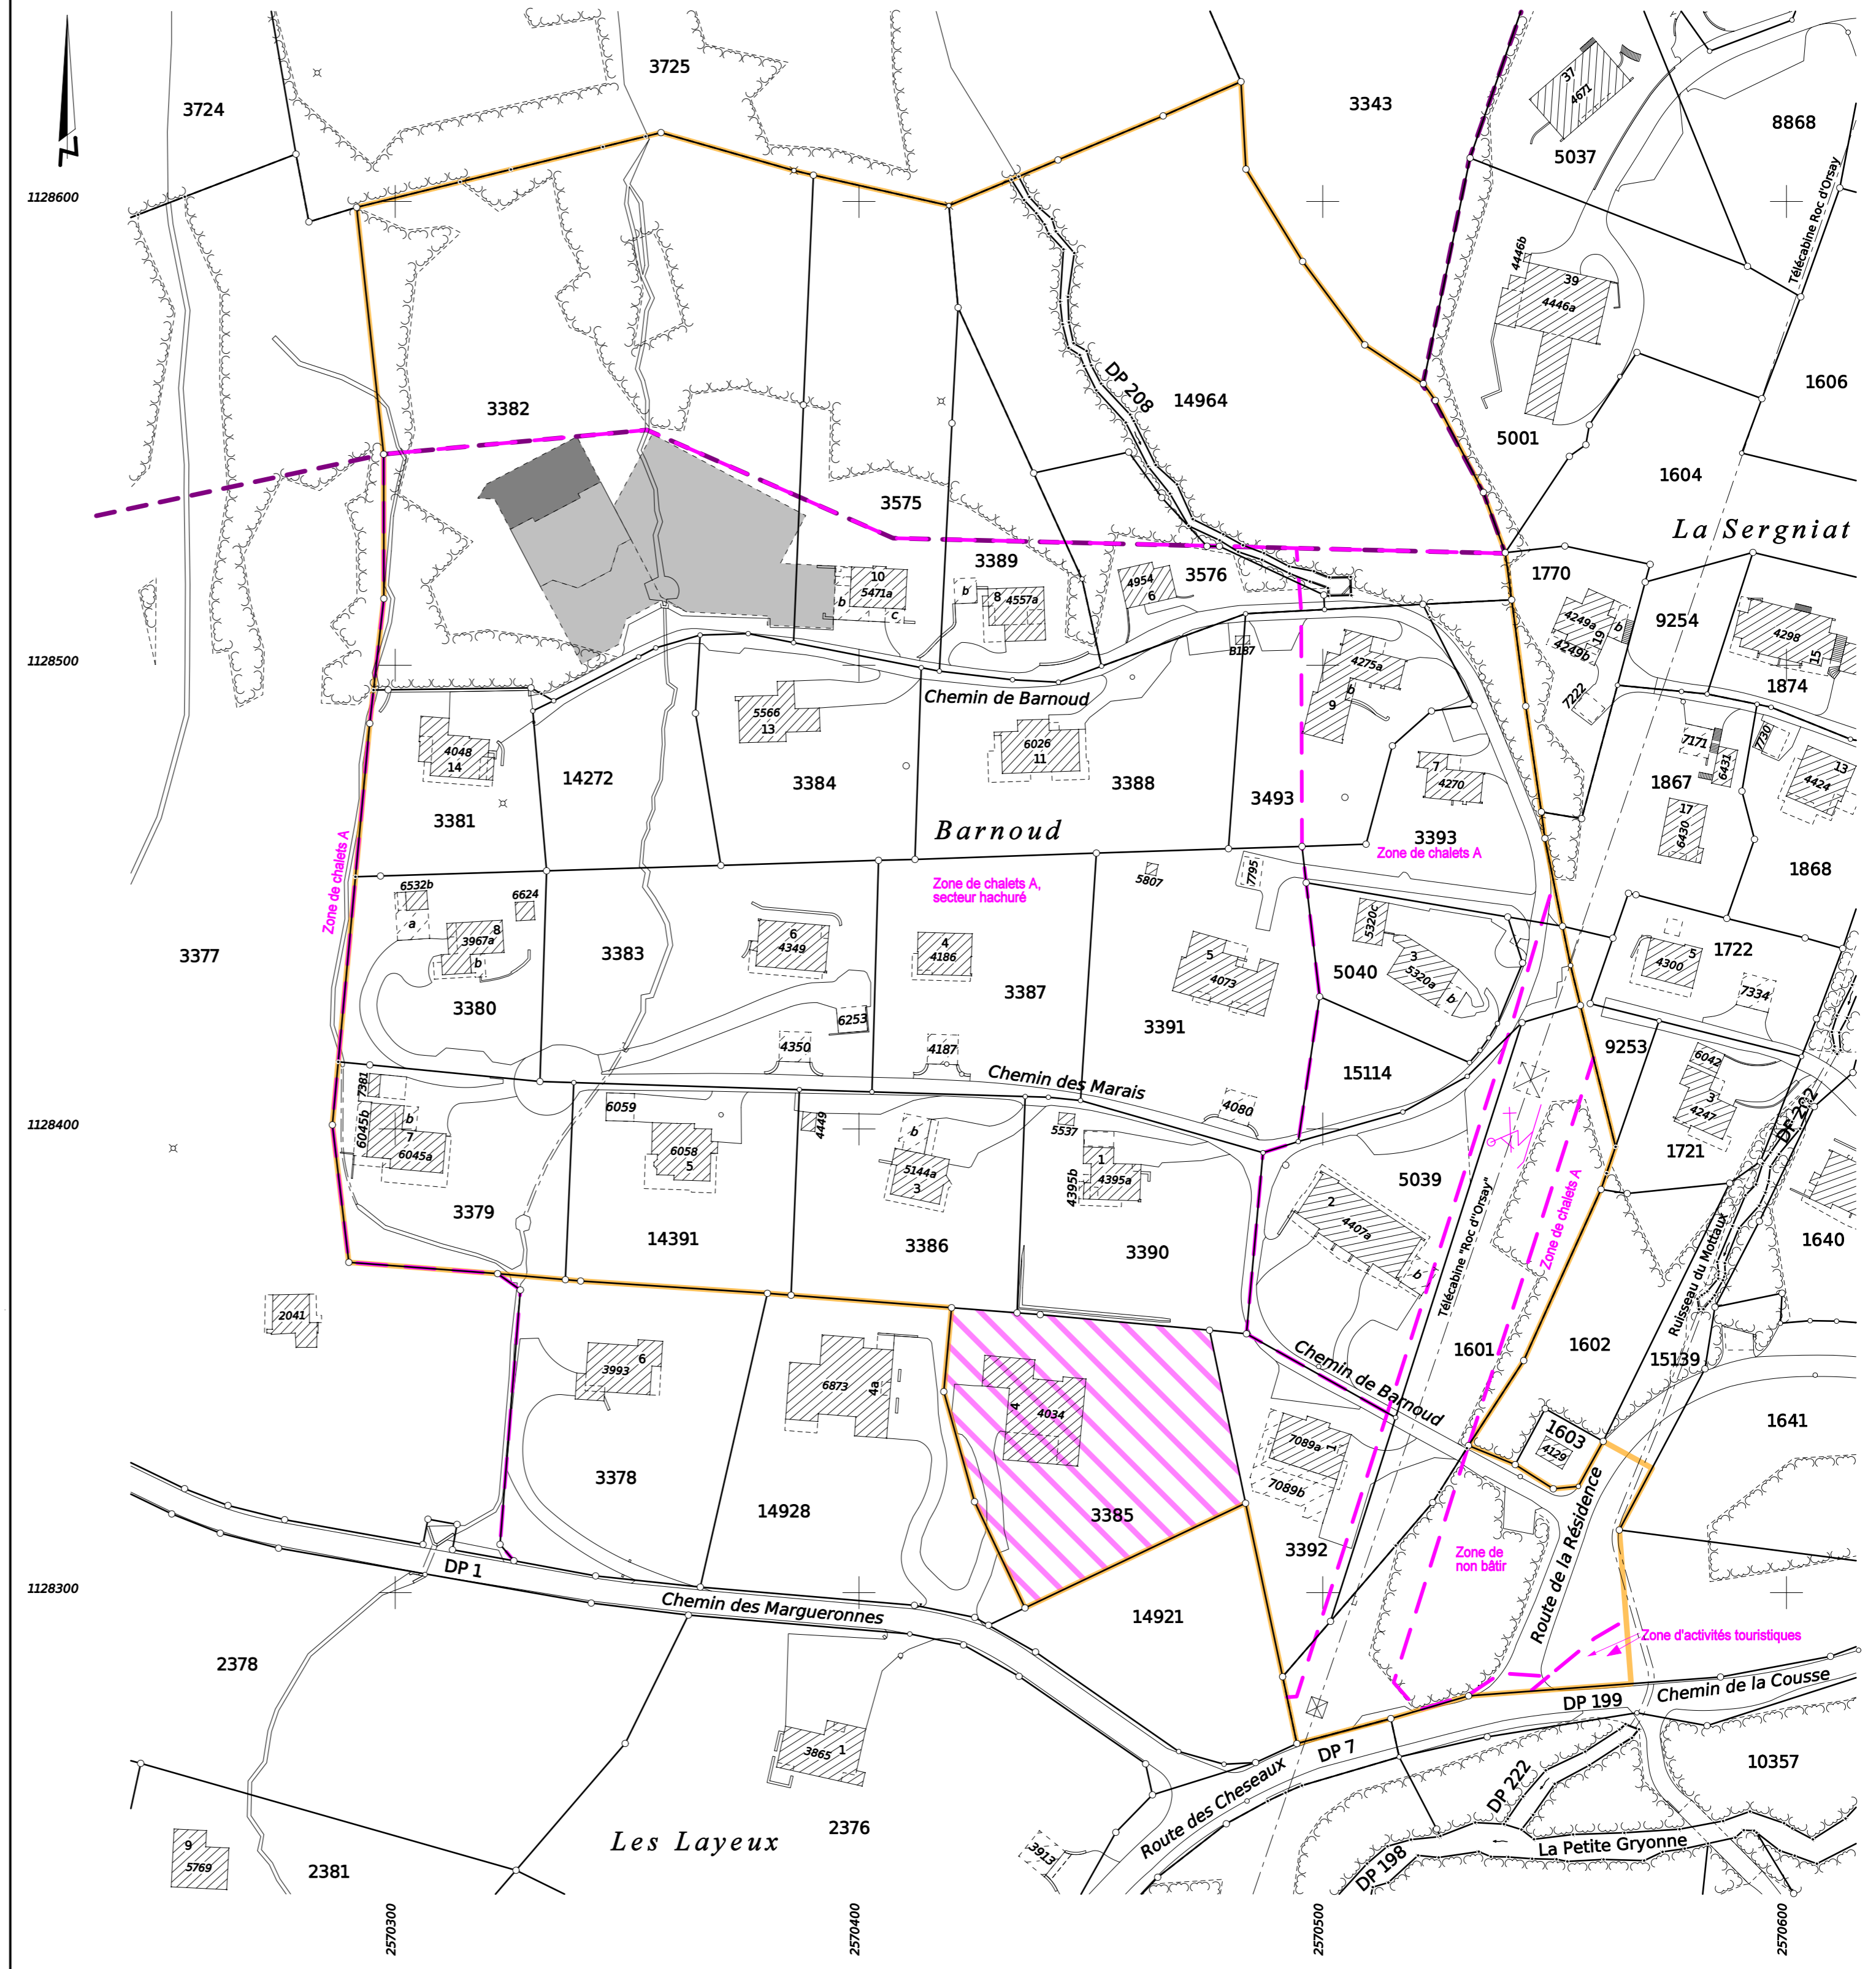 3725
3724
3343
37
4671
8868
5037
N
1128600
Télécabine Roc d'Orsay
4446b
39
4446a
DP 208
14964
3382
1606
5001
3575
1604
La Sergniat
3389
10
5471a
b
c
b
8
4557a
4954
6
3576
1770
9254
4249a
b
19
4249b
4298
15
1128500
B187
4275a
b
9
7222
1874
Chemin de Barnoud
5566
13
6026
11
4048
14
14272
3384
3388
3493
7
4270
7171
6431
7730
13
4424
1867
17
6430
3381
Barnoud
3393
Zone de chalets A
Zone de chalets A
Zone de chalets A,
secteur hachuré
5807
7795
1868
6532b
a
6624
8
3967a
b
3377
3383
6
4349
4
4186
5
4073
5320c
3
5320a
b
5040
1722
5
4300
7334
3380
3387
6253
3391
4350
4187
9253
6042
3
4247
15114
Chemin des Marais
7381
6059
4449
4080
DP 202
1128400
6045b
b
7
6045a
6058
5
b
5144a
3
5537
1
4395b
4395a
1721
5039
2
4407a
b
Télécabine "Roc d'Orsay"
Zone de chalets A
3379
14391
3386
3390
Ruisseau du Mottaux
1640
2041
6
3993
6873
4a
4
4034
1601
1602
15139
Chemin de Barnoud
1603
4129
1641
7089a
1
7089b
3378
14928
3385
3392
Zone de
non bâtir
Route de la Résidence
DP 1
1128300
Chemin des Margueronnes
14921
Zone d'activités touristiques
2378
Chemin de la Cousse
DP 199
DP 7
3865
1
10357
Route des Cheseaux
DP 222
Les Layeux
2376
La Petite Gryonne
9
5769
3913
DP 198
2381
2570300
2570400
2570500
2570600